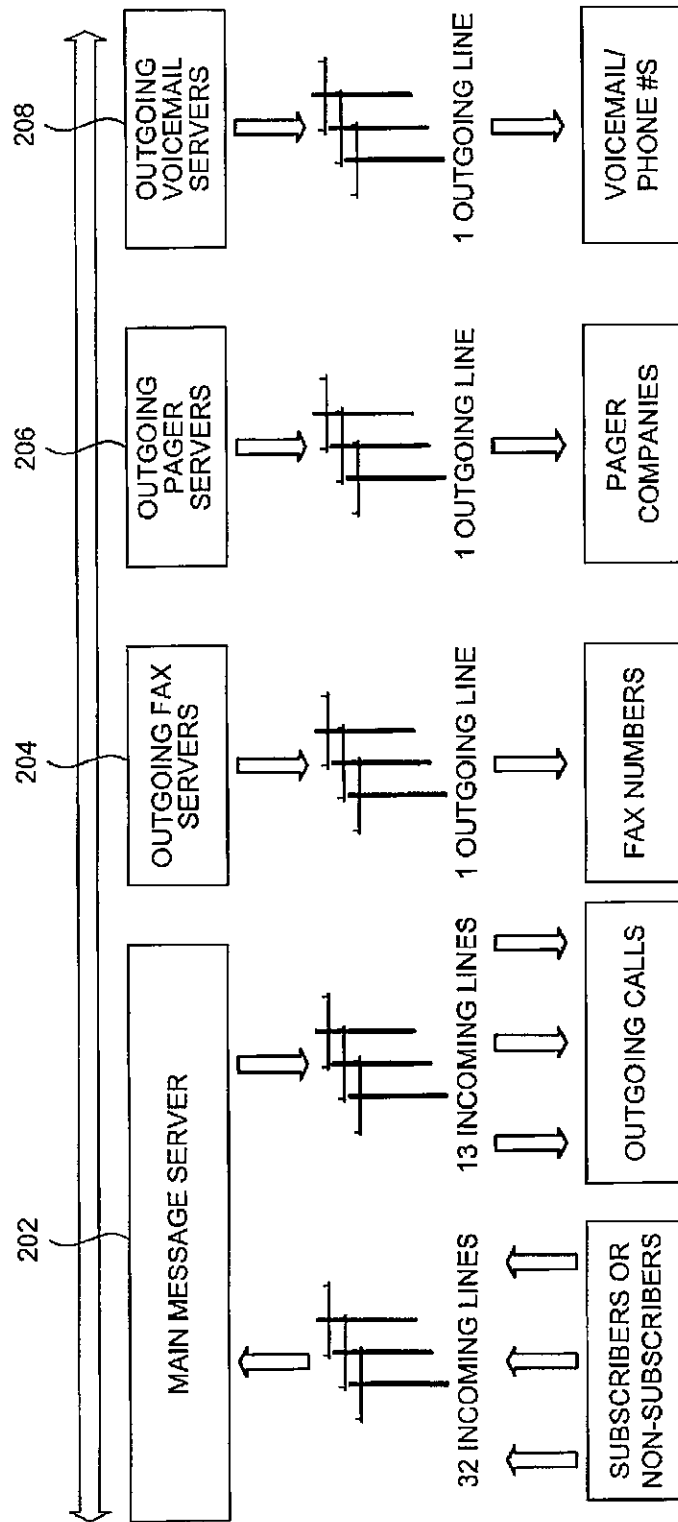 202
204
206
208
MAIN MESSAGE SERVER
OUTGOING FAX
SERVERS
OUTGOING
PAGER
SERVERS
OUTGOING
VOICEMAIL
SERVERS
32 INCOMING LINES
13 INCOMING LINES
1 OUTGOING LINE
1 OUTGOING LINE
1 OUTGOING LINE
SUBSCRIBERS OR
NON-SUBSCRIBERS
OUTGOING CALLS
FAX NUMBERS
PAGER
COMPANIES
VOICEMAIL/
PHONE #S